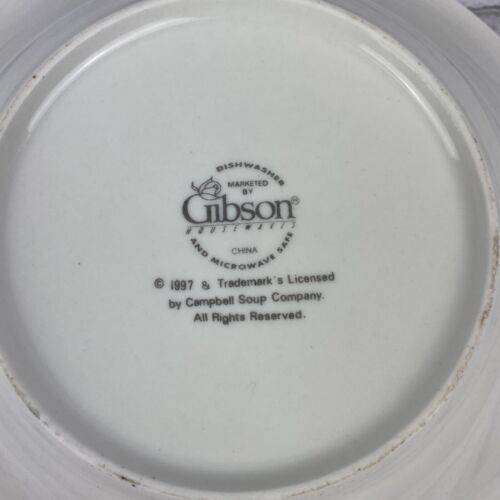 DISHWASHER
MARKETED
BY
Gibson
HOUSEWARES
CHINA
AND MICROWAVE SAFE
© 1997 & Trademark's Licensed
by Campbell Soup Company.
All Rights Reserved.